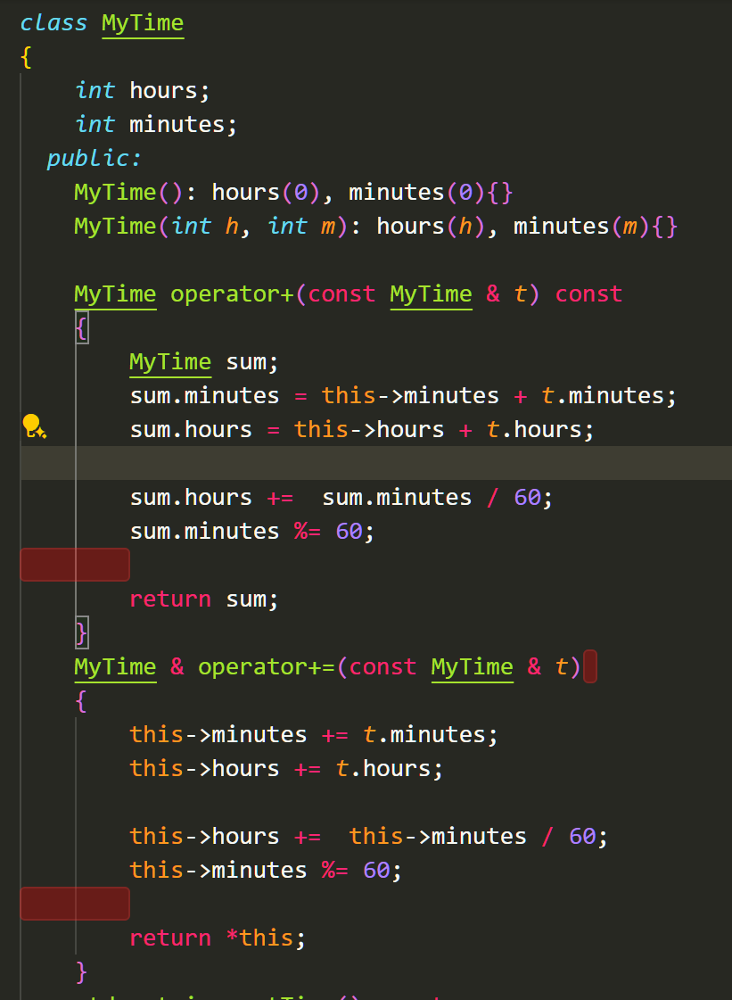 class MyTime
{
int hours;
int minutes;
public:
MyTime(): hours(0), minutes(0){}
MyTime(int h, int m): hours(h), minutes(m){}
MyTime operator+(const MyTime & t) const
{
MyTime sum;
sum.minutes = this->minutes + t.minutes;
sum.hours = this->hours + t.hours;
sum.hours +=  sum.minutes / 60;
sum.minutes %= 60;
return sum;
}
MyTime & operator+=(const MyTime & t)
{
this->minutes += t.minutes;
this->hours += t.hours;
this->hours +=  this->minutes / 60;
this->minutes %= 60;
return *this;
}